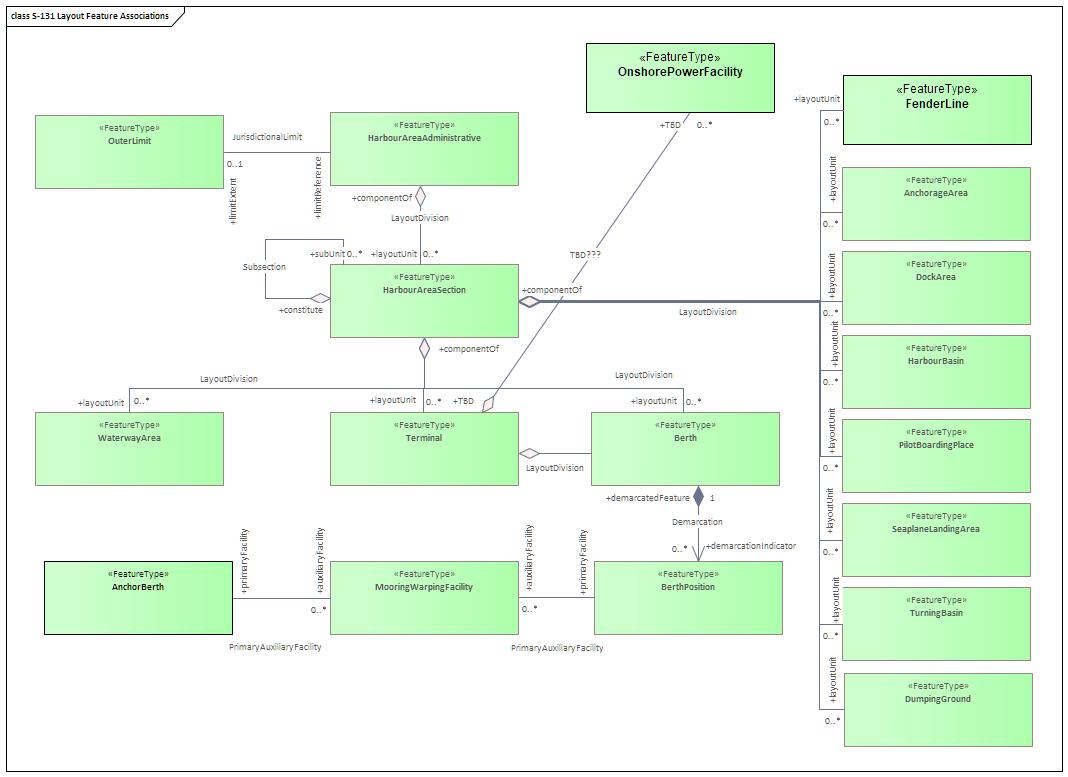 class S-131 Layout Feature Associations
«FeatureType»
OnshorePowerFacility
+TBD
0..*
+layoutUnit
0..*
«FeatureType»
FenderLine
«FeatureType»
OuterLimit
JurisdictionalLimit
0..1
+limitExtent
+limitReference
«FeatureType»
HarbourAreaAdministrative
+componentOf
LayoutDivision
+layoutUnit
0..*
+subUnit
0..*
Subsection
+constitute
«FeatureType»
HarbourAreaSection
TBD???
+componentOf
LayoutDivision
+layoutUnit
0..*
«FeatureType»
AnchorageArea
+layoutUnit
0..*
«FeatureType»
DockArea
+layoutUnit
0..*
«FeatureType»
HarbourBasin
+componentOf
LayoutDivision
LayoutDivision
+layoutUnit
0..*
+layoutUnit
0..*
+TBD
+layoutUnit
0..*
«FeatureType»
WaterwayArea
«FeatureType»
Terminal
LayoutDivision
«FeatureType»
Berth
+layoutUnit
0..*
«FeatureType»
PilotBoardingPlace
+demarcatedFeature
1
Demarcation
0..*
+demarcationIndicator
+layoutUnit
0..*
«FeatureType»
SeaplaneLandingArea
«FeatureType»
AnchorBerth
+primaryFacility
+auxiliaryFacility
0..*
PrimaryAuxiliaryFacility
«FeatureType»
MooringWarpingFacility
+auxiliaryFacility
0..*
+primaryFacility
PrimaryAuxiliaryFacility
«FeatureType»
BerthPosition
+layoutUnit
0..*
«FeatureType»
TurningBasin
+layoutUnit
0..*
«FeatureType»
DumpingGround